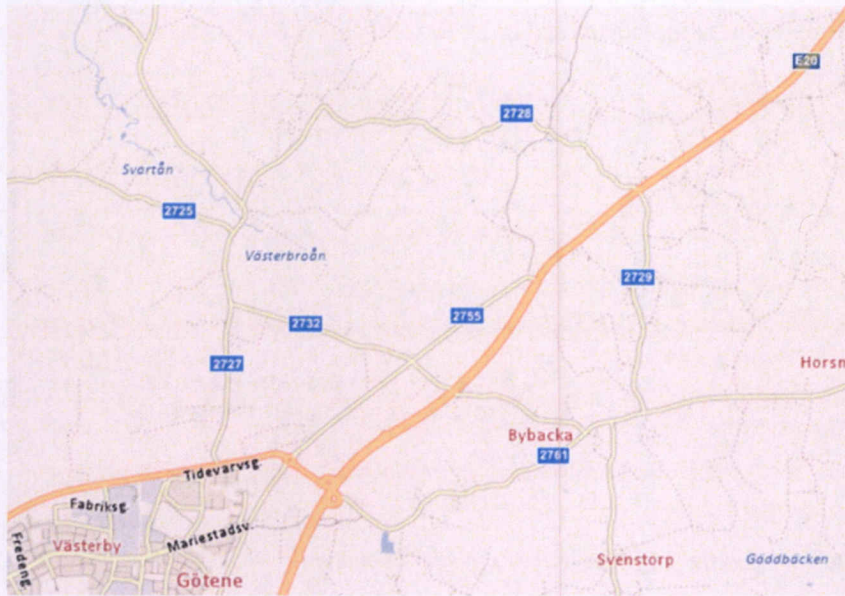 E20
2728
Svartån
2725
Västerbroån
2729
2755
2732
2727
Horsn
Bybacka
2761
Tidevarvsg.
Fabriksg
Mariestadsv.
Västerby
Fredeng.
Götene
Svenstorp
Gäddbäcken